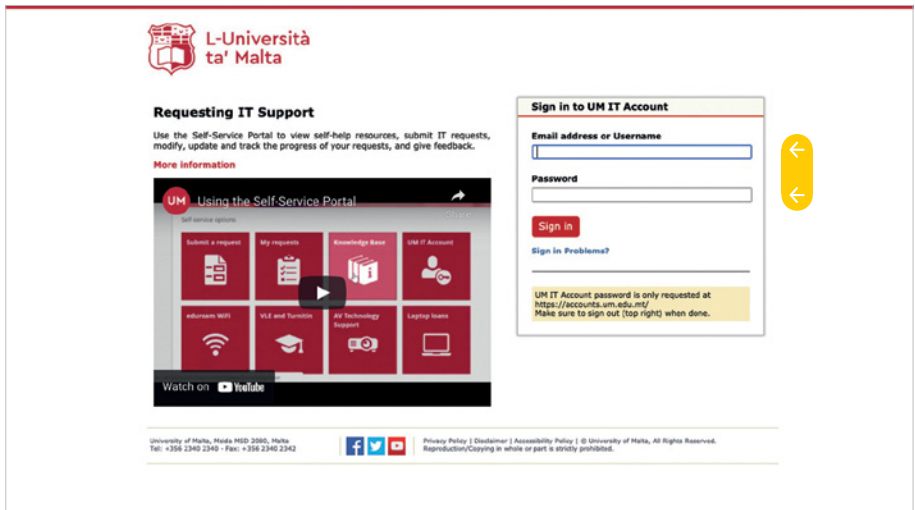 L-Università
ta' Malta
Requesting IT Support
Use the Self-Service Portal to view self-help resources, submit IT requests,
modify, update and track the progress of your requests, and give feedback.
More information
UM Using the Self-Service Portal
Share
Self-service options
Submit a request My requests Knowledge Base UM IT Account
eduroam WiFi VLE and Turnitin AV Technology Laptop loans
Support
Watch on YouTube
Sign in to UM IT Account
Email address or Username
Password
Sign in
Sign in Problems?
UM IT Account password is only requested at
https://accounts.um.edu.mt/
Make sure to sign out (top right) when done.
University of Malta, Msida MSD 2080, Malta
Tel: +356 2340 2340 - Fax: +356 2340 2342
Privacy Policy | Disclaimer | Accessibility Policy | © University of Malta, All Rights Reserved.
Reproduction/Copying in whole or part is strictly prohibited.